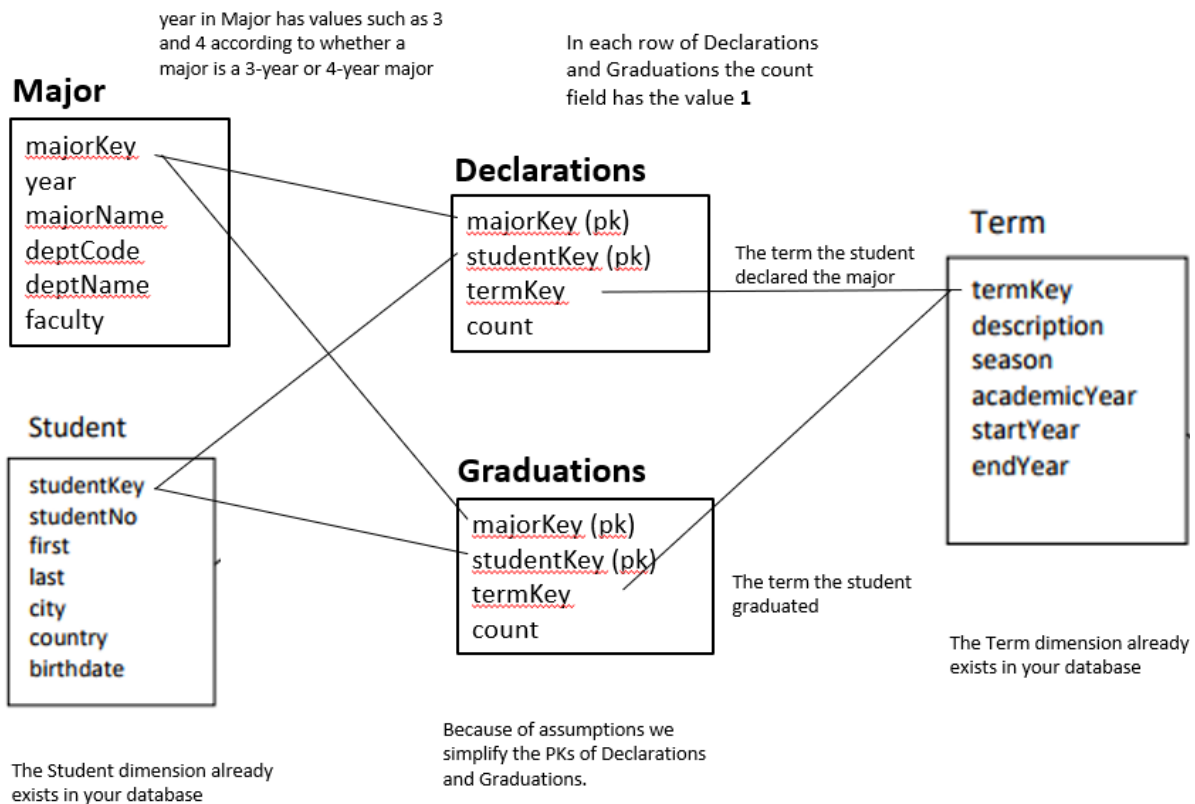 year in Major has values such as 3
and 4 according to whether a
major is a 3-year or 4-year major
In each row of Declarations
and Graduations the count
field has the value 1
Major
majorKey
year
majorName
deptCode
deptName
faculty
Declarations
majorKey (pk)
studentKey (pk)
termKey
count
The term the student
declared the major
Term
termKey
description
season
academicYear
startYear
endYear
Student
studentKey
studentNo
first
last
city
country
birthdate
Graduations
majorKey (pk)
studentKey (pk)
termKey
count
The term the student
graduated
The Term dimension already
exists in your database
Because of assumptions we
simplify the PKs of Declarations
and Graduations.
The Student dimension already
exists in your database